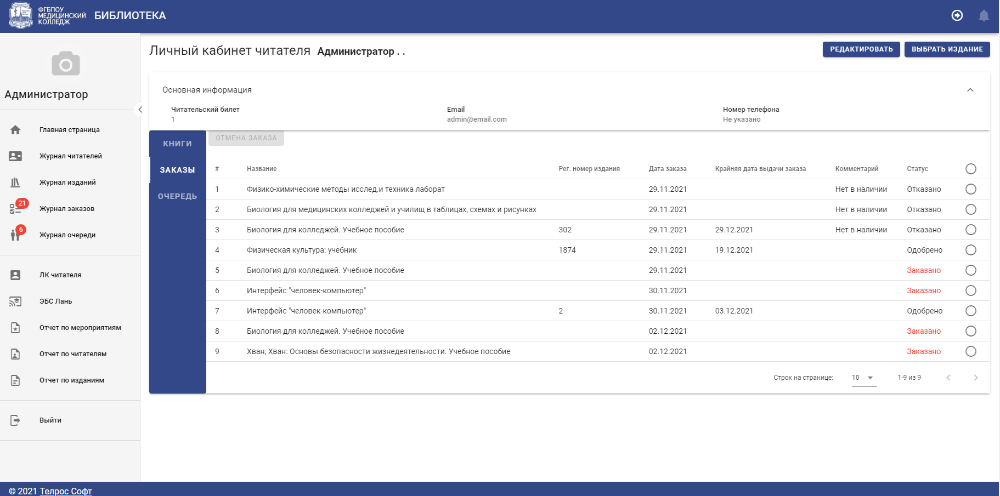 ФГБПОУ
МЕДИЦИНСКИЙ
КОЛЛЕДЖ
БИБЛИОТЕКА
Администратор
Главная страница
Журнал читателей
Журнал изданий
21
Журнал заказов
6
Журнал очереди
ЛК читателя
ЭБС Лань
Отчет по мероприятиям
Отчет по читателям
Отчет по изданиям
Выйти
Личный кабинет читателя Администратор . .
РЕДАКТИРОВАТЬ
ВЫБРАТЬ ИЗДАНИЕ
Основная информация
Читательский билет
1
Email
admin@email.com
Номер телефона
Не указано
КНИГИ
ЗАКАЗЫ
ОЧЕРЕДЬ
ОТМЕНА ЗАКАЗА
# Название Рег. номер издания Дата заказа Крайняя дата выдачи заказа Комментарий Статус
1 Физико-химические методы исслед.и техника лаборат 29.11.2021 Нет в наличии Отказано
2 Биология для медицинских колледжей и училищ в таблицах, схемах и рисунках 29.11.2021 Нет в наличии Отказано
3 Биология для колледжей. Учебное пособие 302 29.11.2021 29.12.2021 Нет в наличии Отказано
4 Физическая культура: учебник 1874 29.11.2021 19.12.2021 Одобрено
5 Биология для колледжей. Учебное пособие 29.11.2021 Заказано
6 Интерфейс "человек-компьютер" 30.11.2021 Заказано
7 Интерфейс "человек-компьютер" 2 30.11.2021 03.12.2021 Одобрено
8 Биология для колледжей. Учебное пособие 02.12.2021 Заказано
9 Хван, Хван: Основы безопасности жизнедеятельности. Учебное пособие 02.12.2021 Заказано
Строк на странице: 10 1-9 из 9
© 2021 Телрос Софт